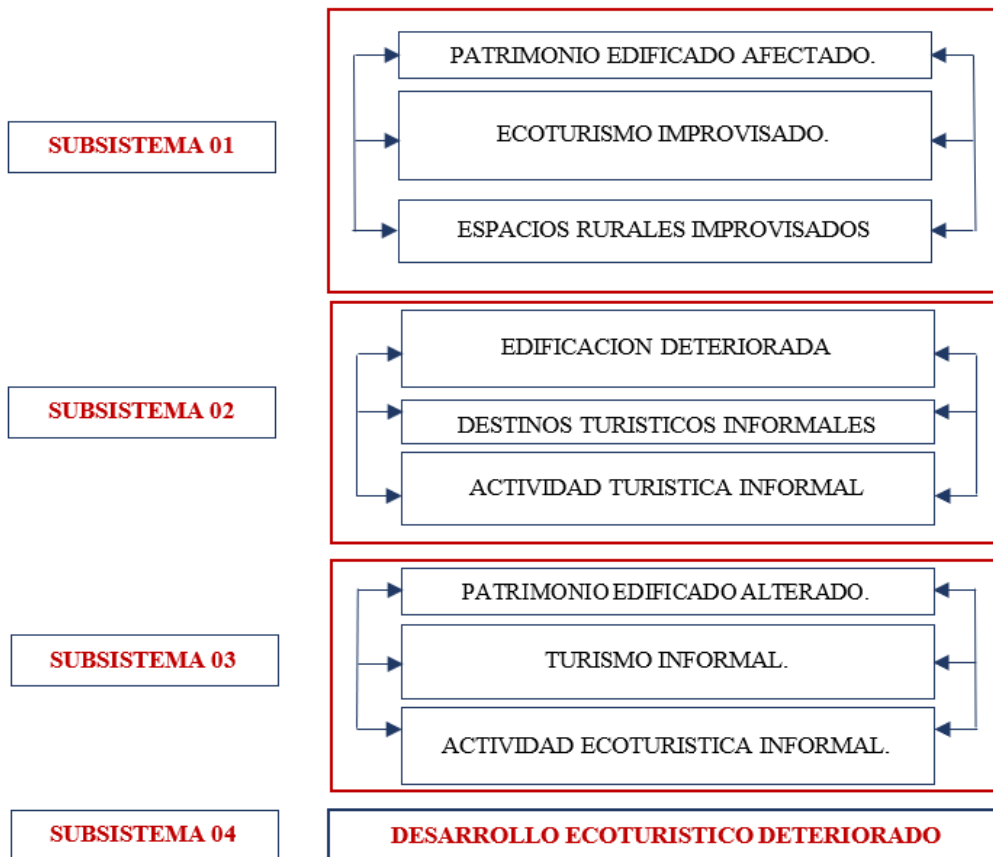 SUBSISTEMA 01
PATRIMONIO EDIFICADO AFECTADO.
ECOTURISMO IMPROVISADO.
ESPACIOS RURALES IMPROVISADOS
SUBSISTEMA 02
EDIFICACION DETERIORADA
DESTINOS TURISTICOS INFORMALES
ACTIVIDAD TURISTICA INFORMAL
SUBSISTEMA 03
PATRIMONIO EDIFICADO ALTERADO.
TURISMO INFORMAL.
ACTIVIDAD ECOTURISTICA INFORMAL.
SUBSISTEMA 04
DESARROLLO ECOTURISTICO DETERIORADO